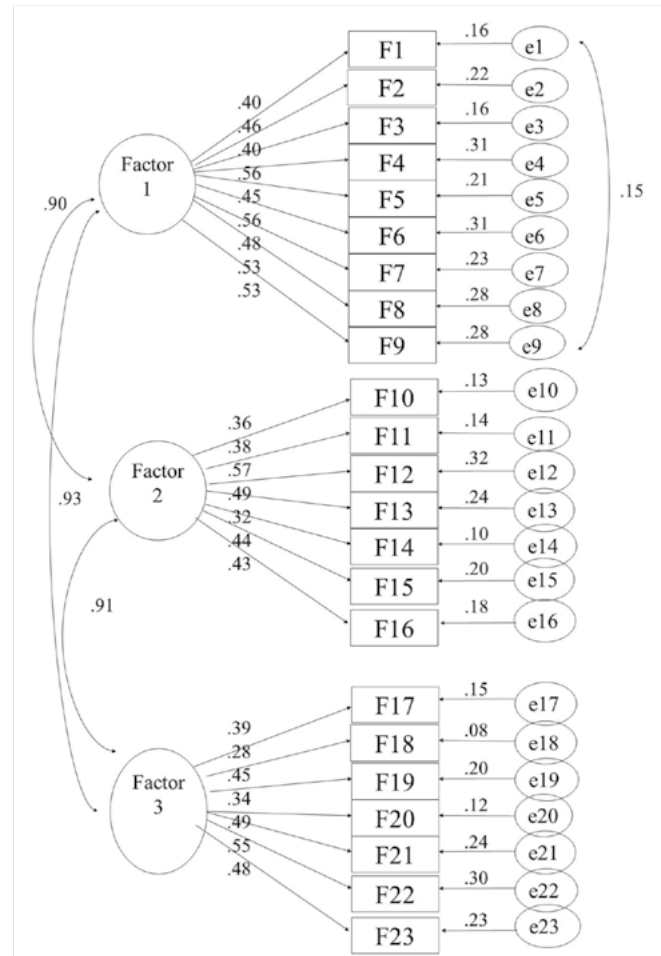 F1 .16 e1
F2 .22 e2
.40
F3 .16 e3
.46
.40
Factor
1
F4 .31 e4
.56
F5 .21 e5
.90
.45
.15
F6 .31 e6
.56
F7 .23 e7
.48
F8 .28 e8
.53
.53
F9 .28 e9
F10 .13 e10
.36
F11 .14 e11
.38
Factor
2
.57
F12 .32 e12
.93
.49
F13 .24 e13
.32
F14 .10 e14
.44
F15 .20 e15
.43
F16 .18 e16
.91
F17 .15 e17
.39
F18 .08 e18
.28
Factor
3
.45
F19 .20 e19
.34
F20 .12 e20
.49
F21 .24 e21
.55
F22 .30 e22
.48
F23 .23 e23